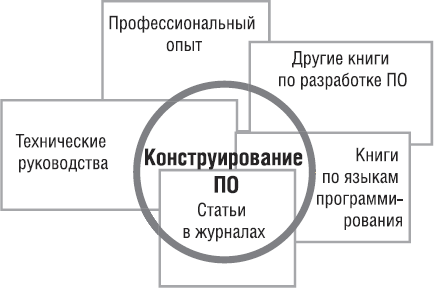 Профессиональный
опыт
Другие книги
по разработке ПО
Технические
руководства
Конструирование
ПО
Книги
по языкам
программи-
рования
Статьи
в журналах